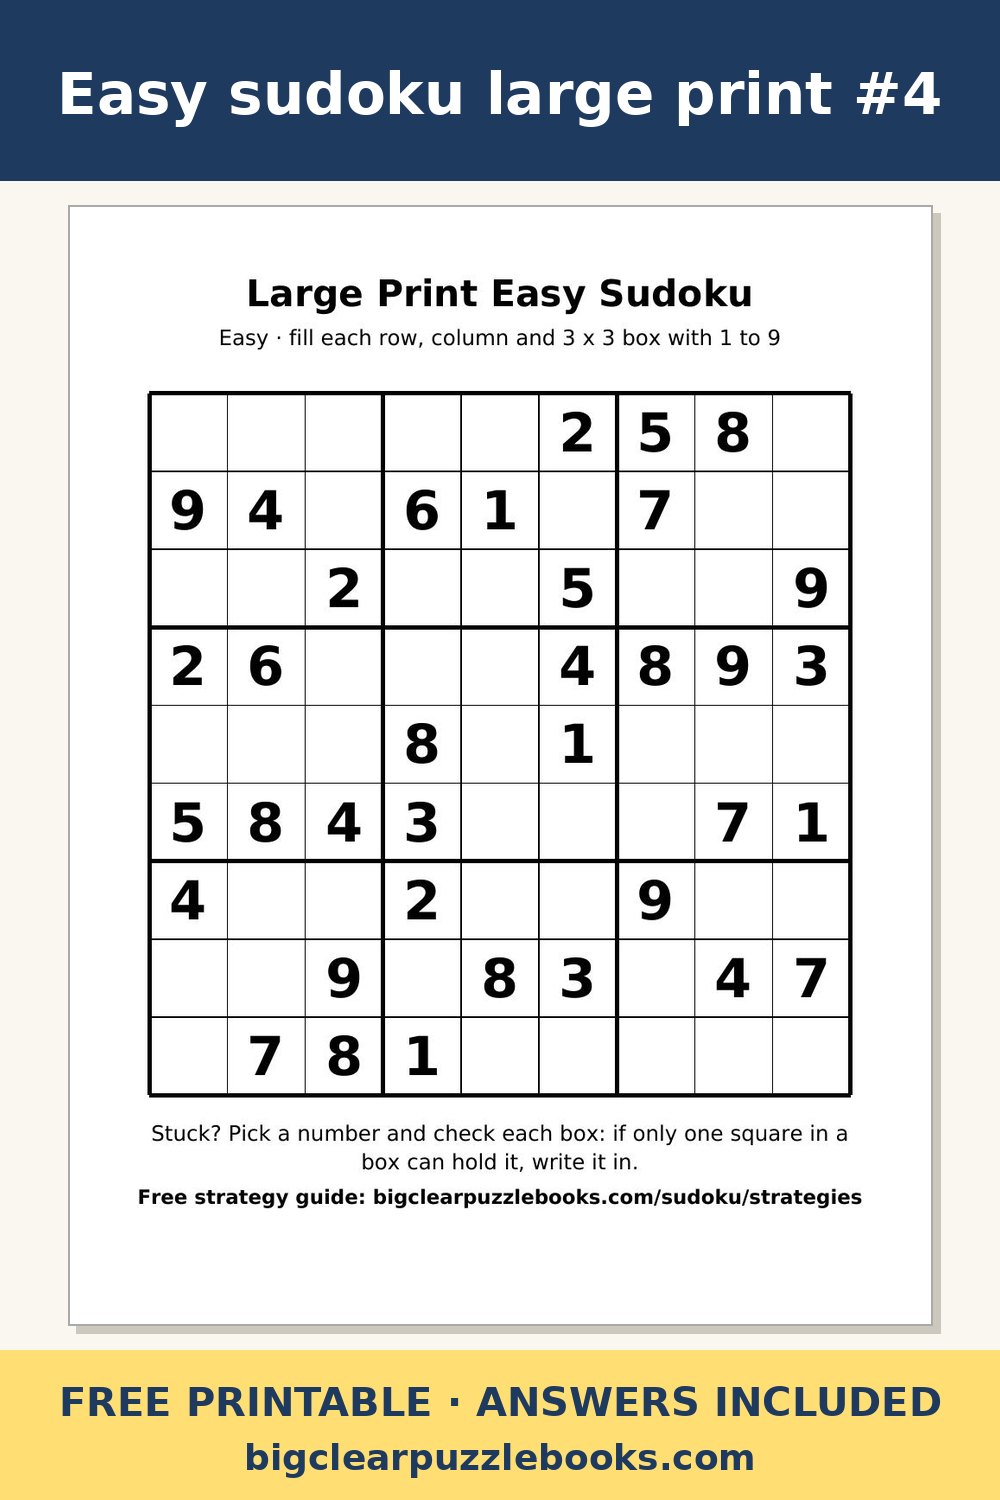 Easy sudoku large print #4
Large Print Easy Sudoku
Easy · fill each row, column and 3 x 3 box with 1 to 9
2 5 8
9 4 6 1 7
2 5 9
2 6 4 8 9 3
8 1
5 8 4 3 7 1
4 2 9
9 8 3 4 7
7 8 1
Stuck? Pick a number and check each box: if only one square in a
box can hold it, write it in.
Free strategy guide: bigclearpuzzlebooks.com/sudoku/strategies
FREE PRINTABLE · ANSWERS INCLUDED
bigclearpuzzlebooks.com